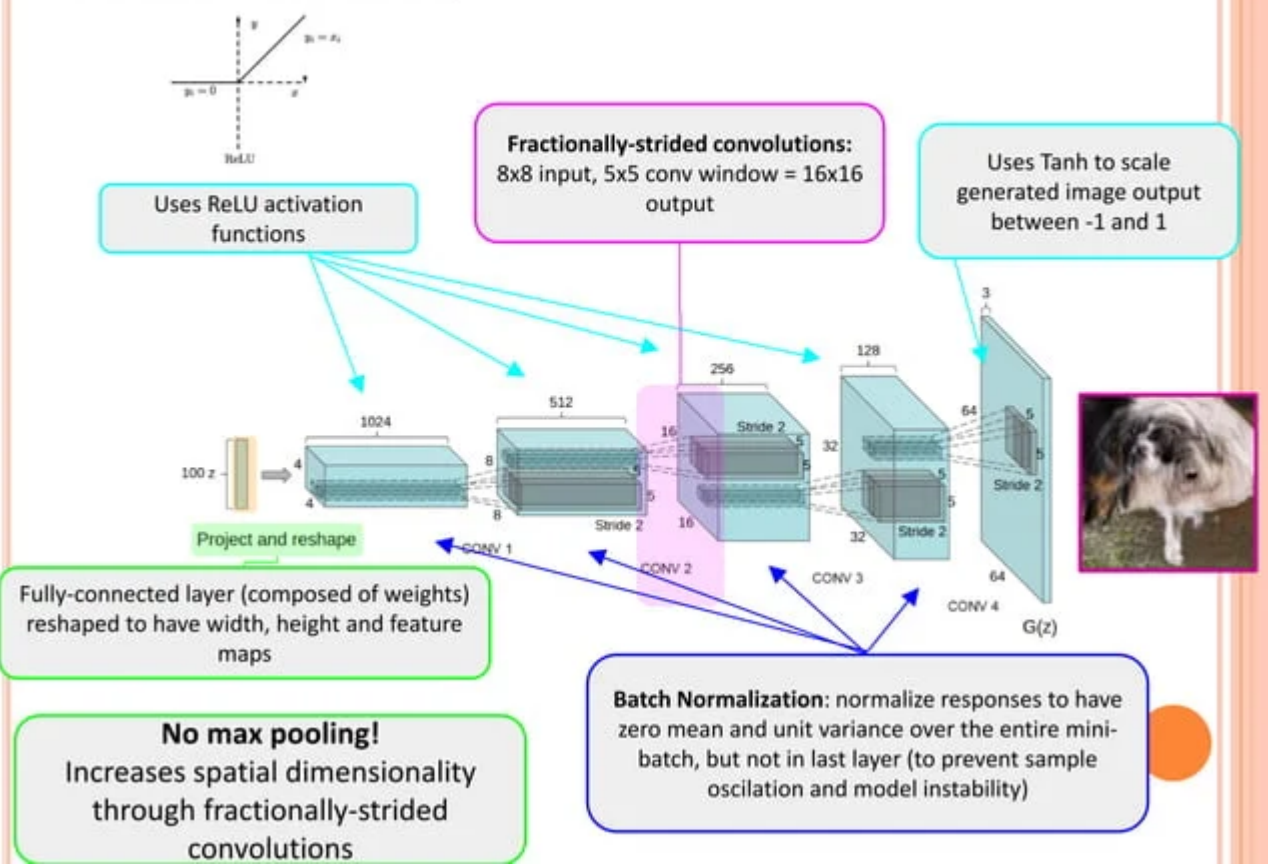 y
yᵢ = xᵢ
yᵢ = 0
x
ReLU
Uses ReLU activation
functions
Fractionally-strided convolutions:
8x8 input, 5x5 conv window = 16x16
output
Uses Tanh to scale
generated image output
between -1 and 1
100 z
Project and reshape
1024
4
4
CONV 1
512
8
8
5
5
Stride 2
CONV 2
256
16
16
Stride 2
5
5
CONV 3
128
32
32
5
5
Stride 2
CONV 4
3
64
64
5
5
Stride 2
G(z)
Fully-connected layer (composed of weights)
reshaped to have width, height and feature
maps
No max pooling!
Increases spatial dimensionality
through fractionally-strided
convolutions
Batch Normalization: normalize responses to have
zero mean and unit variance over the entire mini-
batch, but not in last layer (to prevent sample
oscilation and model instability)